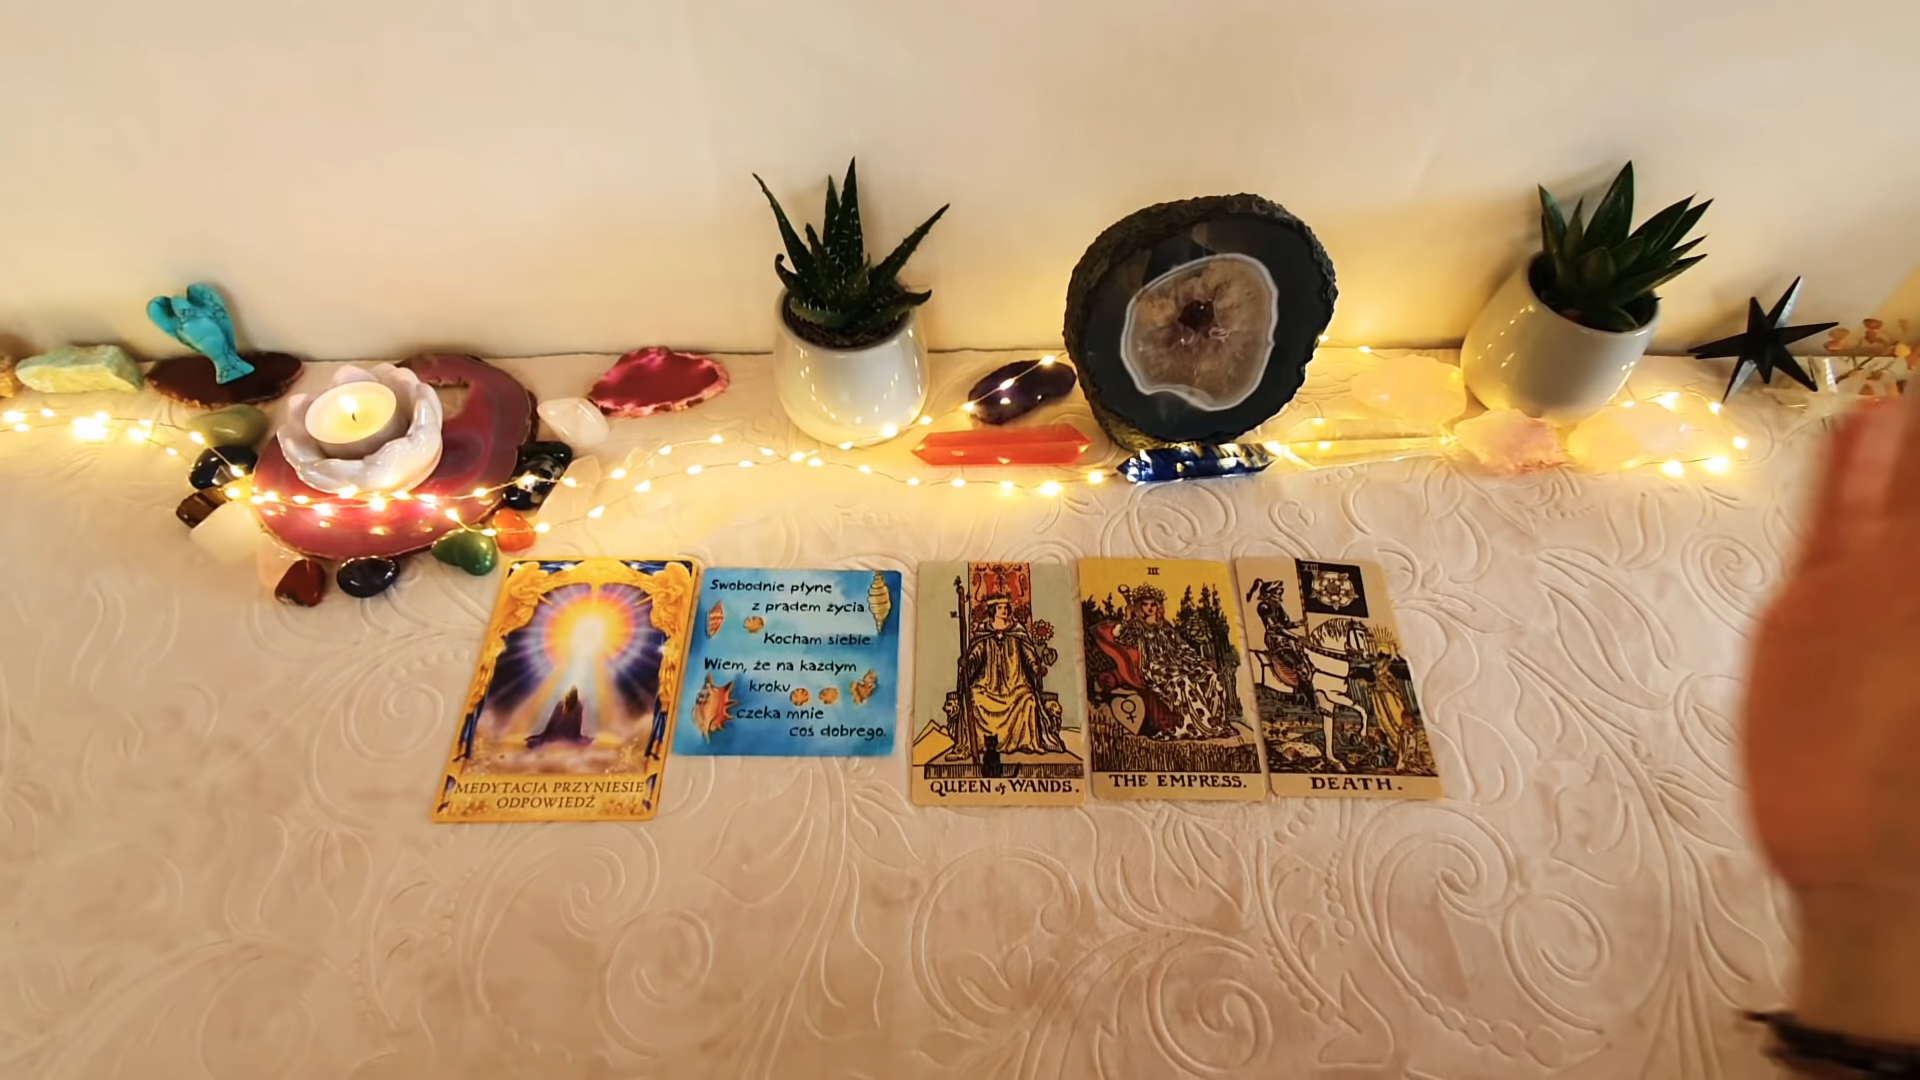 MEDYTACJA PRZYNIESIE
ODPOWIEDŹ
Swobodnie płynę
z prądem życia.
Kocham siebie.
Wiem, że na każdym
kroku
czeka mnie
coś dobrego.
QUEEN of WANDS.
III
THE EMPRESS.
XIII
DEATH.